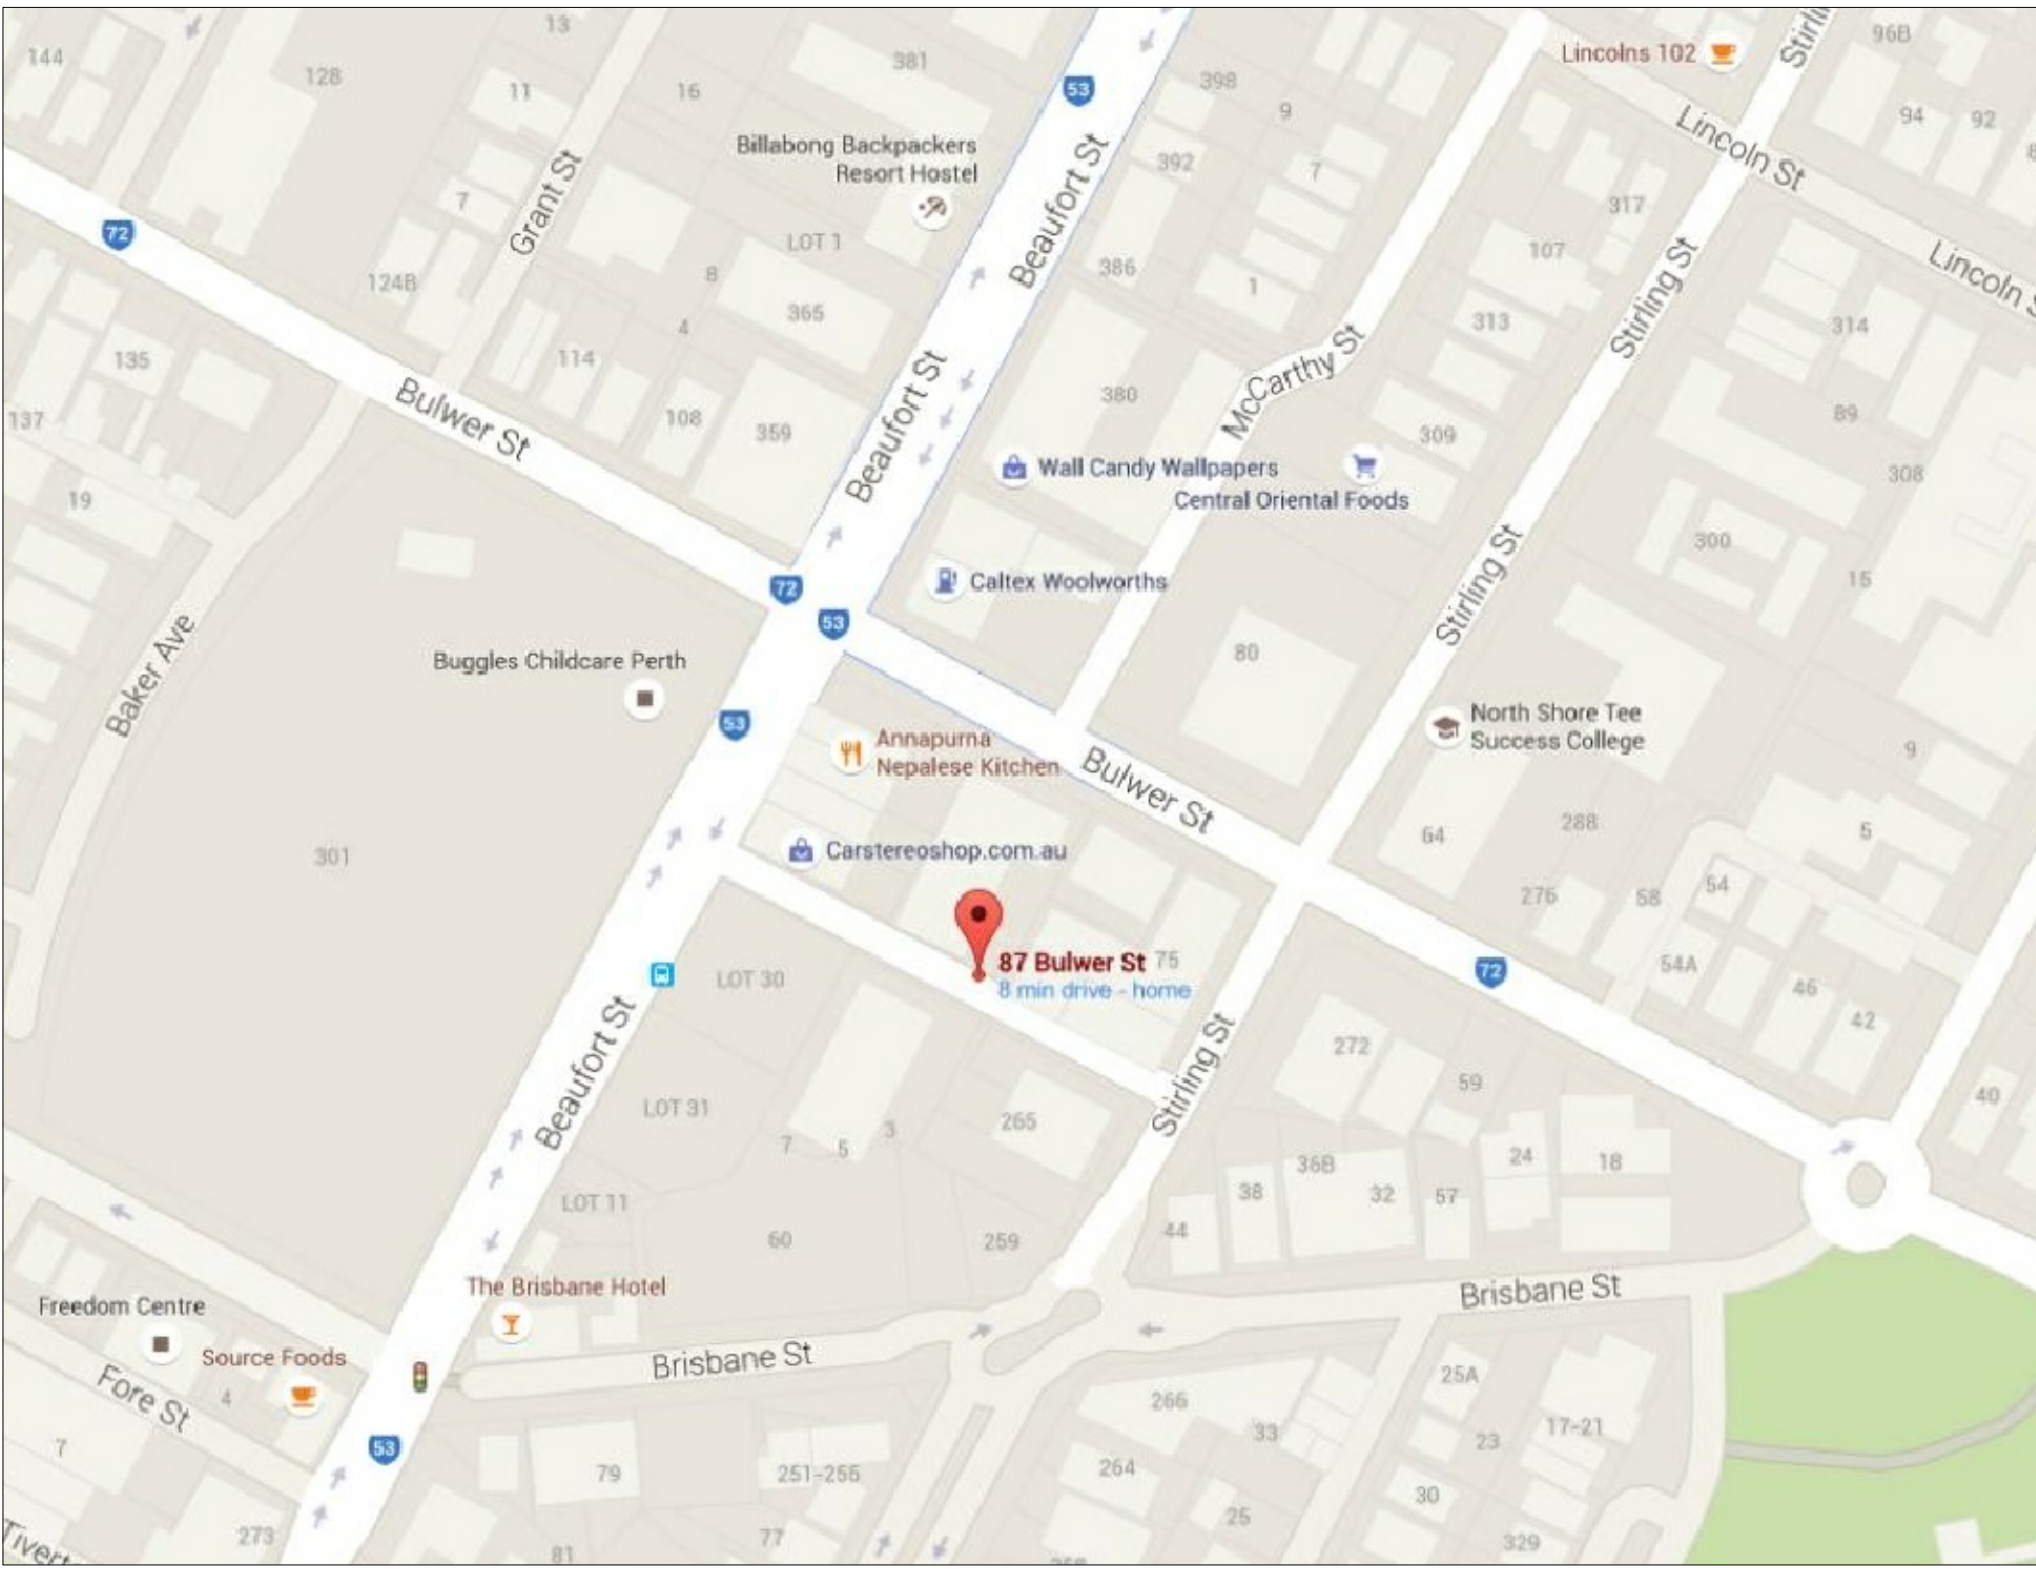 144
13
128
11
16
381
53
398
9
Lincolns 102
Stirlin
96B
94
92
8
Lincoln St
Billabong Backpackers
Resort Hostel
Beaufort St
392
7
7
Grant St
317
72
LOT 1
107
Stirling St
Lincoln S
124B
8
386
1
365
4
313
314
135
114
McCarthy St
137
Bulwer St
108
359
Beaufort St
380
309
89
Wall Candy Wallpapers
Central Oriental Foods
308
19
Stirling St
300
15
Caltex Woolworths
72
53
Baker Ave
Buggles Childcare Perth
80
53
North Shore Tee
Success College
9
Annapurna
Nepalese Kitchen
Bulwer St
301
Carstereoshop.com.au
64
288
5
276
58
54
87 Bulwer St
75
8 min drive - home
LOT 30
72
54A
46
42
Beaufort St
Stirling St
272
59
40
LOT 31
265
7
5
3
24
18
36B
38
32
57
LOT 11
60
259
44
The Brisbane Hotel
Brisbane St
Freedom Centre
Source Foods
Brisbane St
Fore St
4
25A
266
53
7
33
23
17-21
79
251-255
264
30
25
273
77
329
81
Tivert